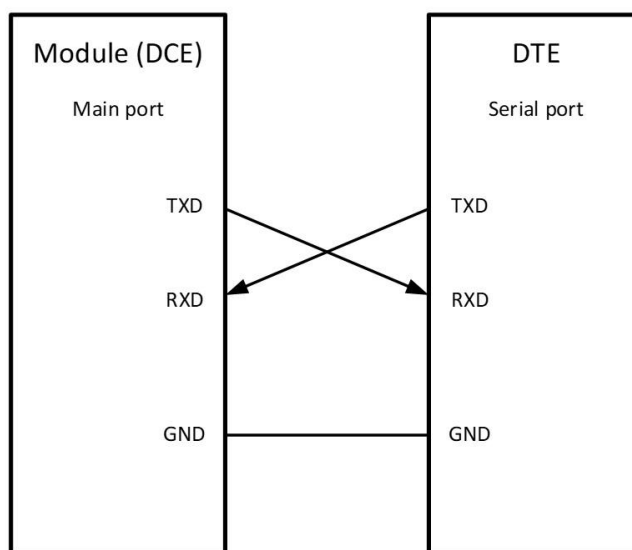 Module (DCE)
Main port
TXD
RXD
GND
DTE
Serial port
TXD
RXD
GND